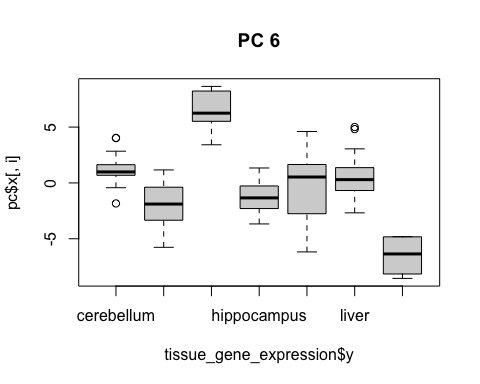 PC 6
pc$x[, i]
5
0
-5
cerebellum hippocampus liver
tissue_gene_expression$y